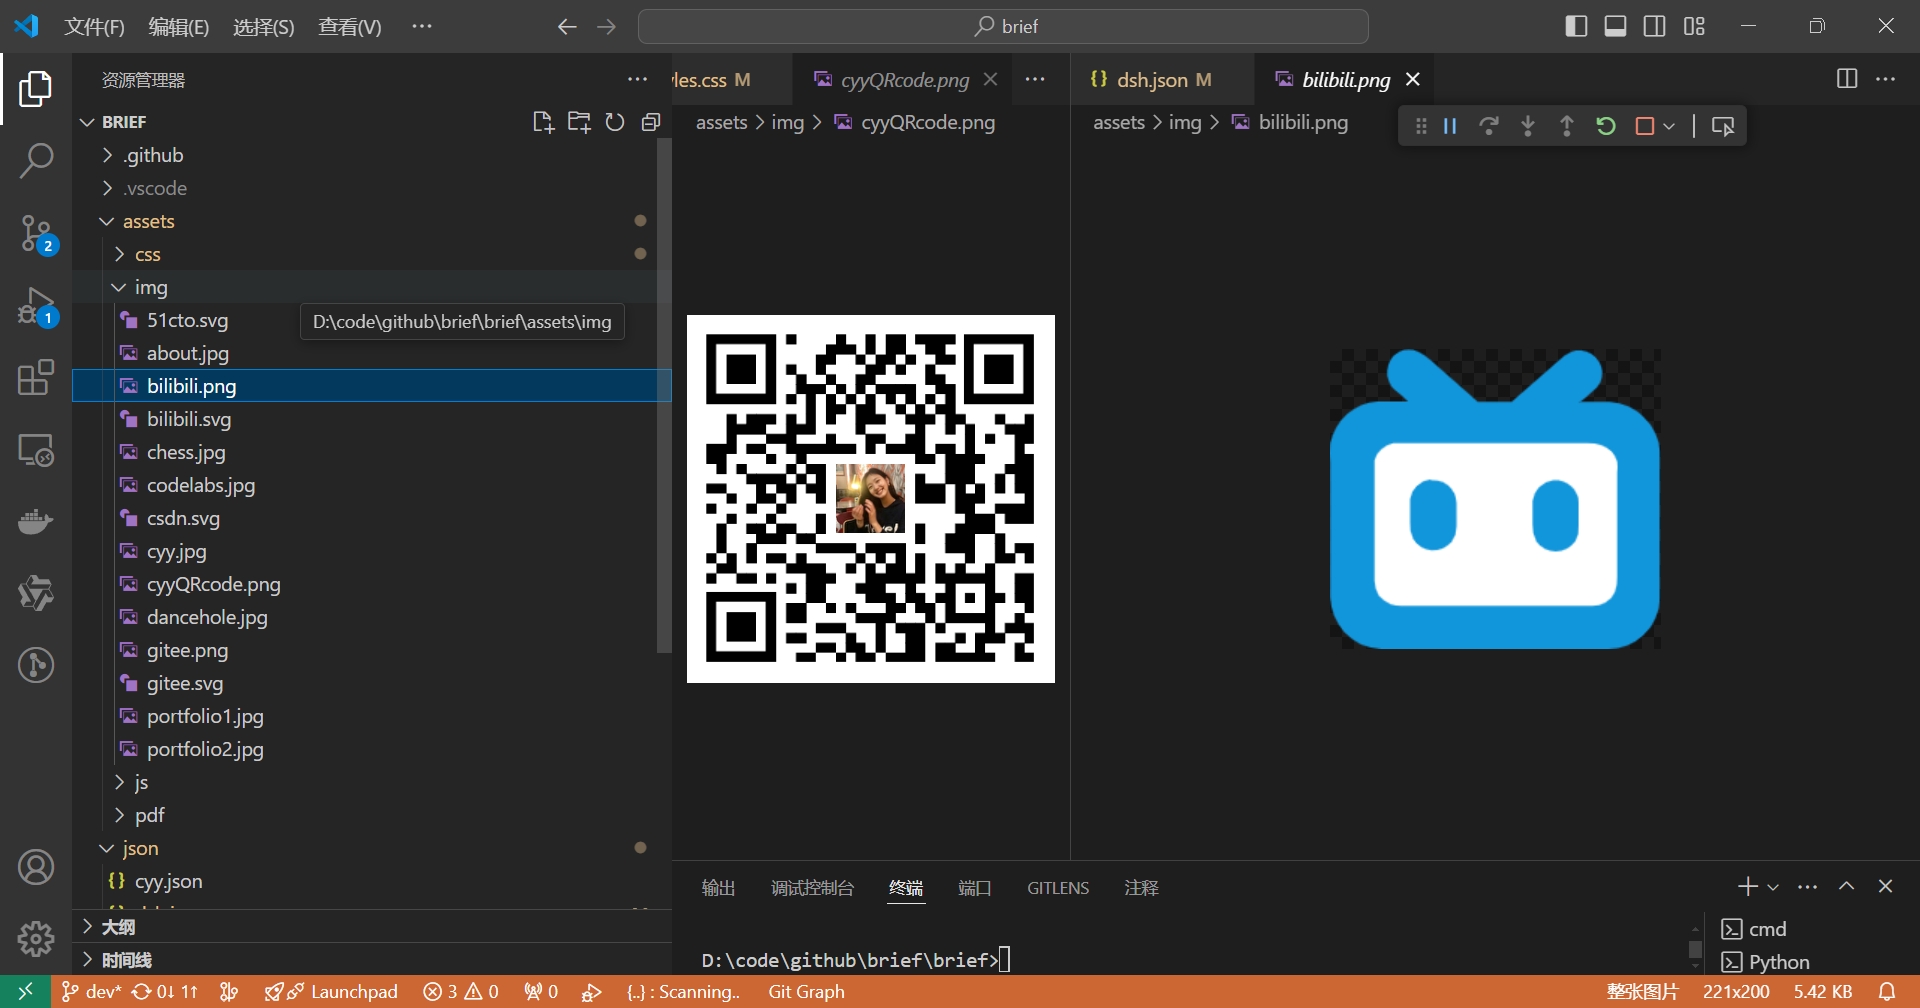 文件(F) 编辑(E) 选择(S) 查看(V) ··· brief
资源管理器 ···
BRIEF
.github
.vscode
assets
css
img
D:\code\github\brief\brief\assets\img
51cto.svg
about.jpg
bilibili.png
bilibili.svg
chess.jpg
codelabs.jpg
csdn.svg
cyy.jpg
cyyQRcode.png
dancehole.jpg
gitee.png
gitee.svg
portfolio1.jpg
portfolio2.jpg
js
pdf
json
{} cyy.json
大纲
时间线
2
1
les.css M cyyQRcode.png ···
assets > img > cyyQRcode.png
{} dsh.json M bilibili.png ···
assets > img > bilibili.png
输出 调试控制台 终端 端口 GITLENS 注释
D:\code\github\brief\brief>
cmd
Python
dev* 0↓ 1↑ Launchpad 3 0 0 {..} : Scanning.. Git Graph 整张图片 221x200 5.42 KB